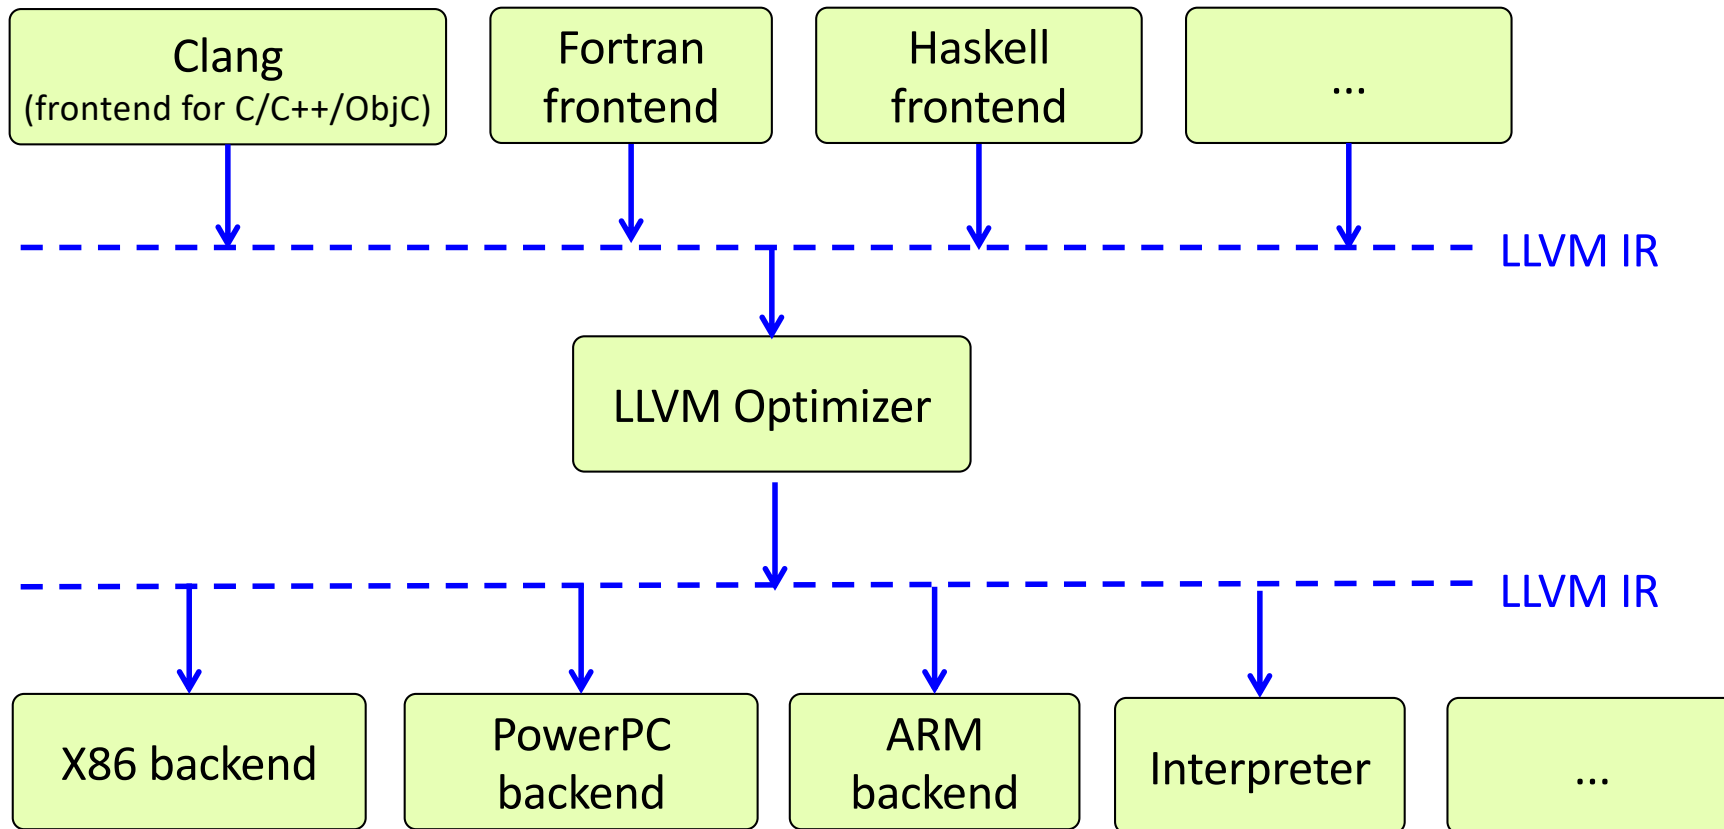 Clang
(frontend for C/C++/ObjC)
Fortran
frontend
Haskell
frontend
...
LLVM IR
LLVM Optimizer
LLVM IR
X86 backend
PowerPC
backend
ARM
backend
Interpreter
...